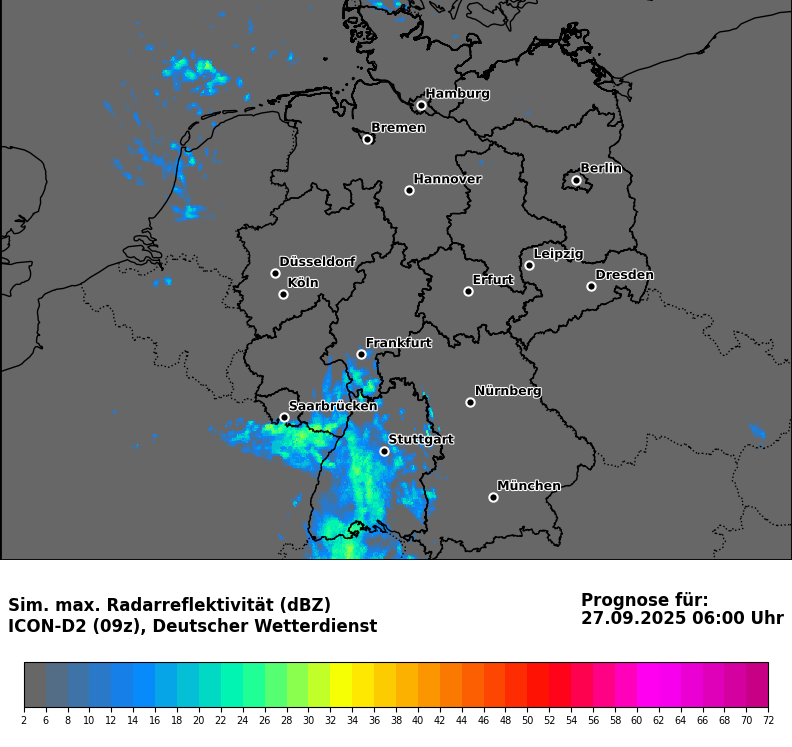 Hamburg
Bremen
Berlin
Hannover
Leipzig
Düsseldorf
Dresden
Köln
Erfurt
Frankfurt
Nürnberg
Saarbrücken
Stuttgart
München
Sim. max. Radarreflektivität (dBZ)
ICON-D2 (09z), Deutscher Wetterdienst
Prognose für:
27.09.2025 06:00 Uhr
2 6 8 10 12 14 16 18 20 22 24 26 28 30 32 34 36 38 40 42 44 46 48 50 52 54 56 58 60 62 64 66 68 70 72